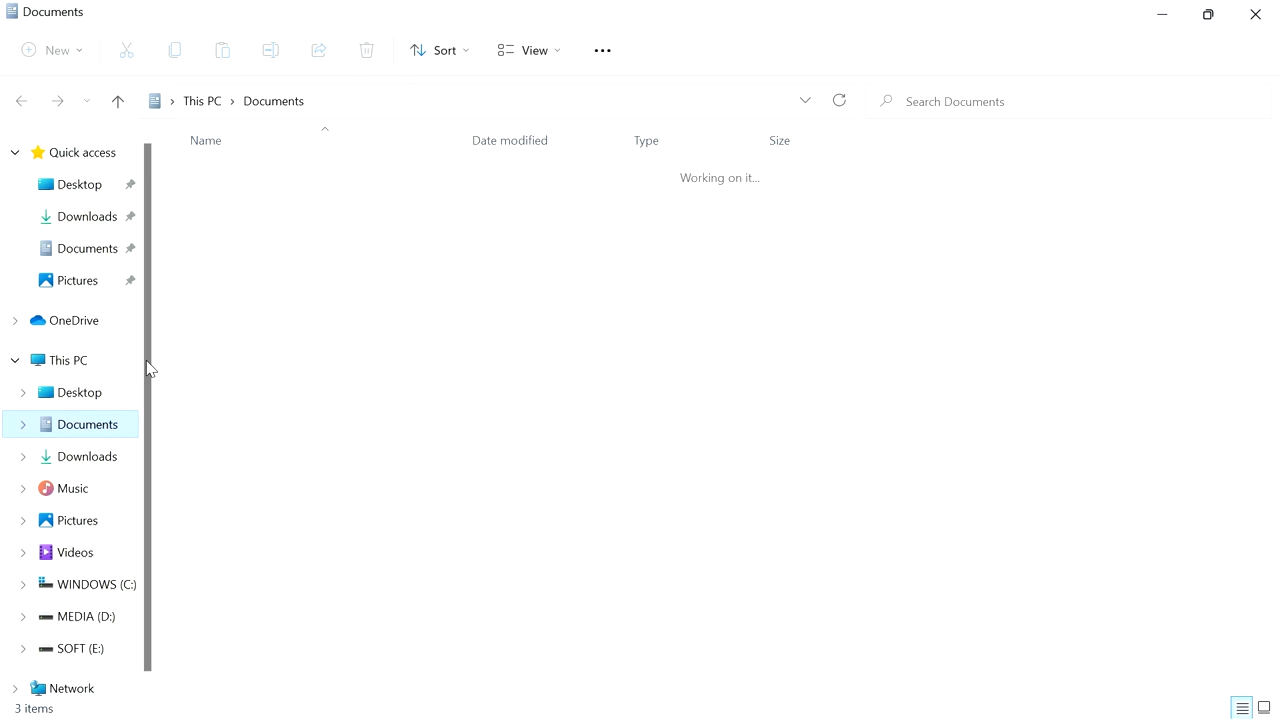 Documents
New
Sort
View
This PC
Documents
Search Documents
Name
Date modified
Type
Size
Working on it...
Quick access
Desktop
Downloads
Documents
Pictures
OneDrive
This PC
Desktop
Documents
Downloads
Music
Pictures
Videos
WINDOWS (C:)
MEDIA (D:)
SOFT (E:)
Network
3 items